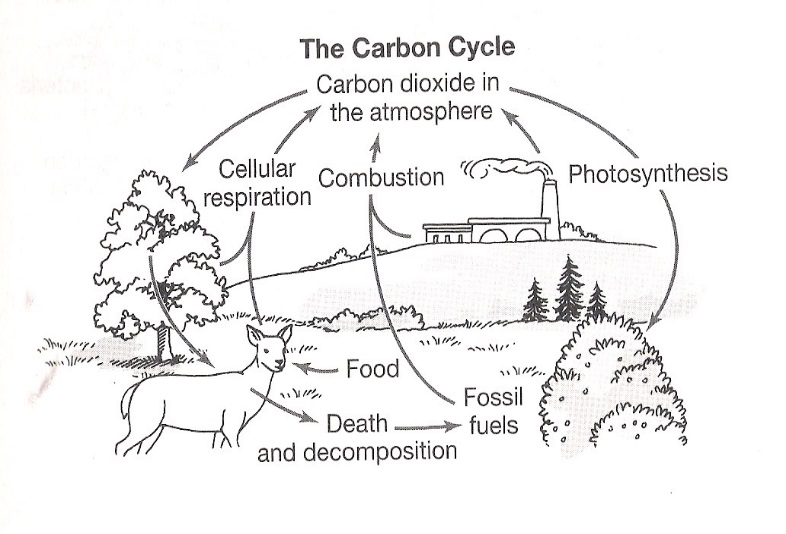 The Carbon Cycle
Carbon dioxide in
the atmosphere
Cellular
respiration
Combustion
Photosynthesis
Food
Fossil
fuels
Death
and decomposition